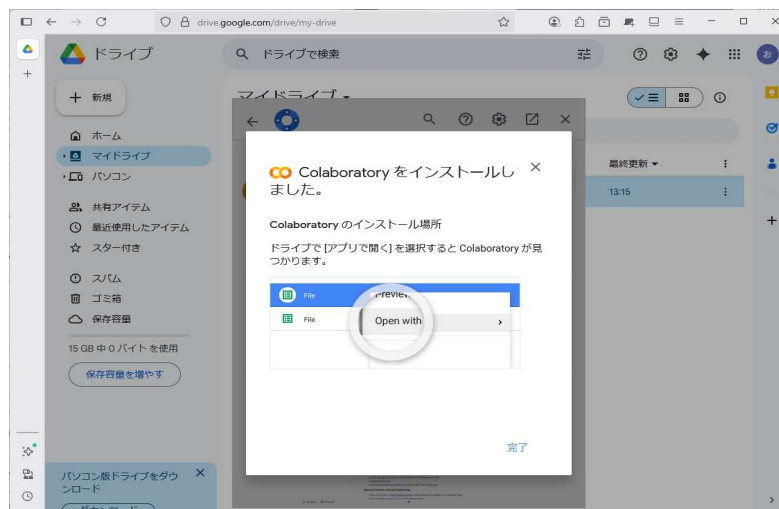 drive.google.com/drive/my-drive
ドライブ
ドライブで検索
お
新規
マイドライブ
ホーム
マイドライブ
パソコン
共有アイテム
最近使用したアイテム
スター付き
スパム
ゴミ箱
保存容量
15 GB 中 0 バイト を使用
保存容量を増やす
パソコン版ドライブをダウ
ンロード
ダウンロード
最終更新
13:15
Colaboratory をインストールし
ました。
Colaboratory のインストール場所
ドライブで [アプリで開く] を選択すると Colaboratory が見
つかります。
File
Preview
File
Open with
完了